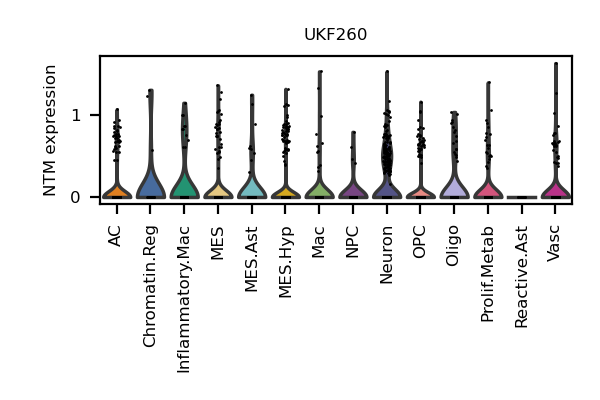 UKF260
NTM expression
1
0
AC
Chromatin.Reg
Inflammatory.Mac
MES
MES.Ast
MES.Hyp
Mac
NPC
Neuron
OPC
Oligo
Prolif.Metab
Reactive.Ast
Vasc